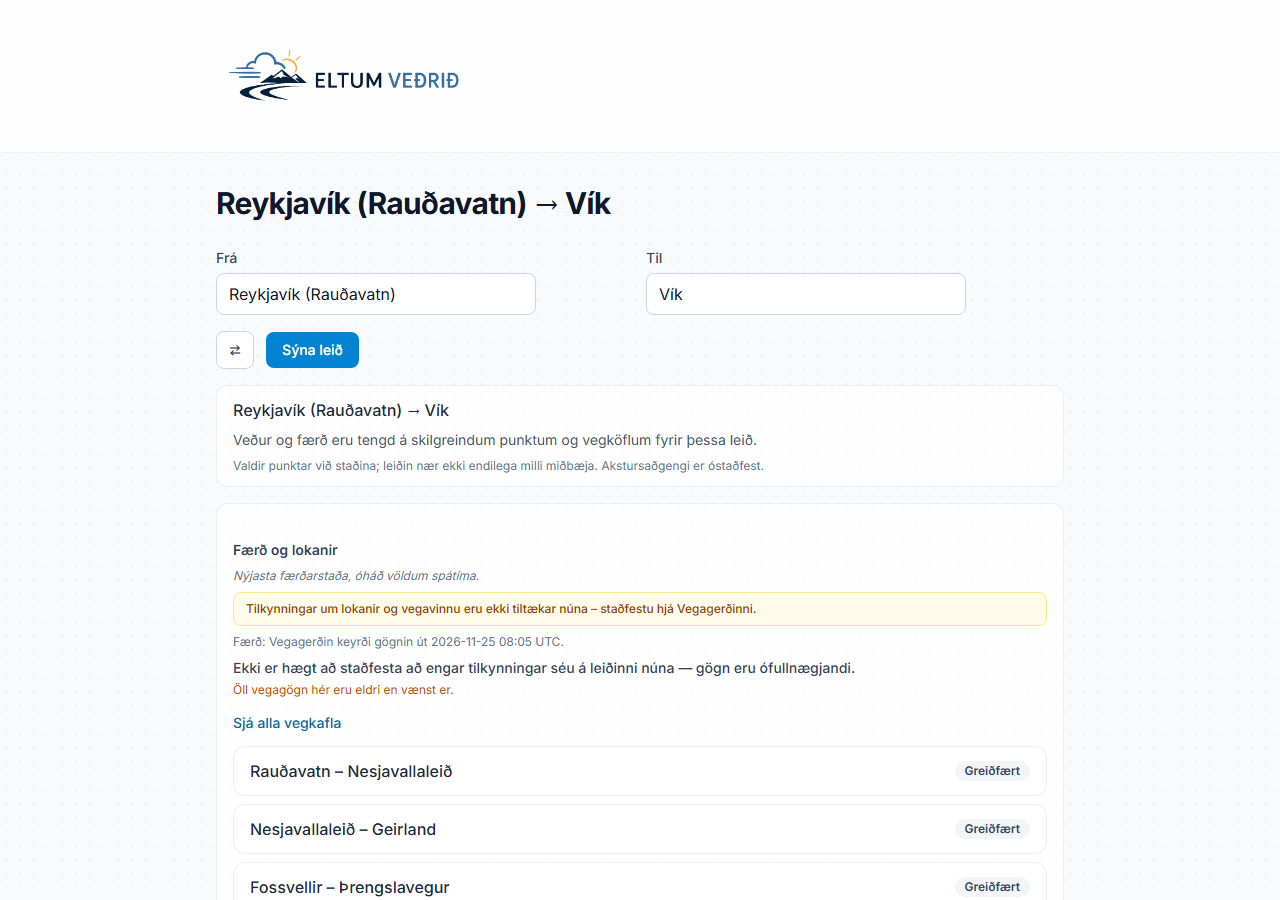 ELTUM VEÐRIÐ
Reykjavík (Rauðavatn) → Vík
Frá
Til
Reykjavík (Rauðavatn)
Vík
⇄
Sýna leið
Reykjavík (Rauðavatn) → Vík
Veður og færð eru tengd á skilgreindum punktum og vegköflum fyrir þessa leið.
Valdir punktar við staðina; leiðin nær ekki endilega milli miðbæja. Akstursaðgengi er óstaðfest.
Færð og lokanir
Nýjasta færðarstaða, óháð völdum spátíma.
Tilkynningar um lokanir og vegavinnu eru ekki tiltækar núna – staðfestu hjá Vegagerðinni.
Færð: Vegagerðin keyrði gögnin út 2026-11-25 08:05 UTC.
Ekki er hægt að staðfesta að engar tilkynningar séu á leiðinni núna — gögn eru ófullnægjandi.
Öll vegagögn hér eru eldri en vænst er.
Sjá alla vegkafla
Rauðavatn – Nesjavallaleið
Greiðfært
Nesjavallaleið – Geirland
Greiðfært
Fossvellir – Þrengslavegur
Greiðfært